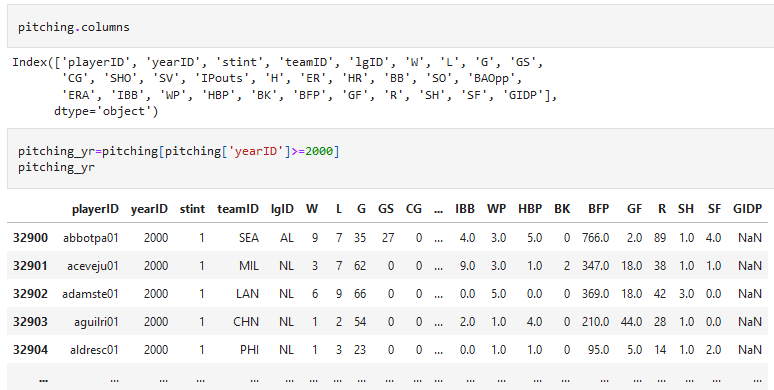 pitching.columns
Index(['playerID', 'yearID', 'stint', 'teamID', 'lgID', 'W', 'L', 'G', 'GS',
'CG', 'SHO', 'SV', 'IPouts', 'H', 'ER', 'HR', 'BB', 'SO', 'BAOpp',
'ERA', 'IBB', 'WP', 'HBP', 'BK', 'BFP', 'GF', 'R', 'SH', 'SF', 'GIDP'],
dtype='object')
pitching_yr=pitching[pitching['yearID']>=2000]
pitching_yr
playerID yearID stint teamID lgID W L G GS CG ... IBB WP HBP BK BFP GF R SH SF GIDP
32900 abbotpa01 2000 1 SEA AL 9 7 35 27 0 ... 4.0 3.0 5.0 0 766.0 2.0 89 1.0 4.0 NaN
32901 aceveju01 2000 1 MIL NL 3 7 62 0 0 ... 9.0 3.0 1.0 2 347.0 18.0 38 1.0 1.0 NaN
32902 adamste01 2000 1 LAN NL 6 9 66 0 0 ... 0.0 5.0 0.0 0 369.0 18.0 42 3.0 0.0 NaN
32903 aguilri01 2000 1 CHN NL 1 2 54 0 0 ... 2.0 1.0 4.0 0 210.0 44.0 28 1.0 0.0 NaN
32904 aldresc01 2000 1 PHI NL 1 3 23 0 0 ... 0.0 1.0 1.0 0 95.0 5.0 14 1.0 2.0 NaN
... ... ... ... ... ... ... ... ... ... ... ... ... ... ... ... ... ... ... ... ... ...